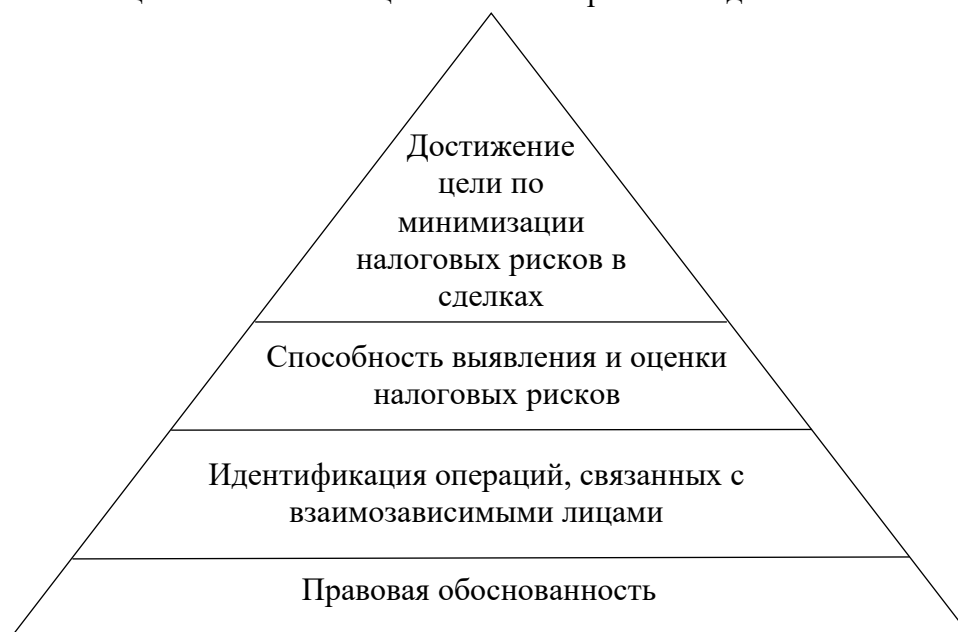 Достижение
цели по
минимизации
налоговых рисков в
сделках
Способность выявления и оценки
налоговых рисков
Идентификация операций, связанных с
взаимозависимыми лицами
Правовая обоснованность